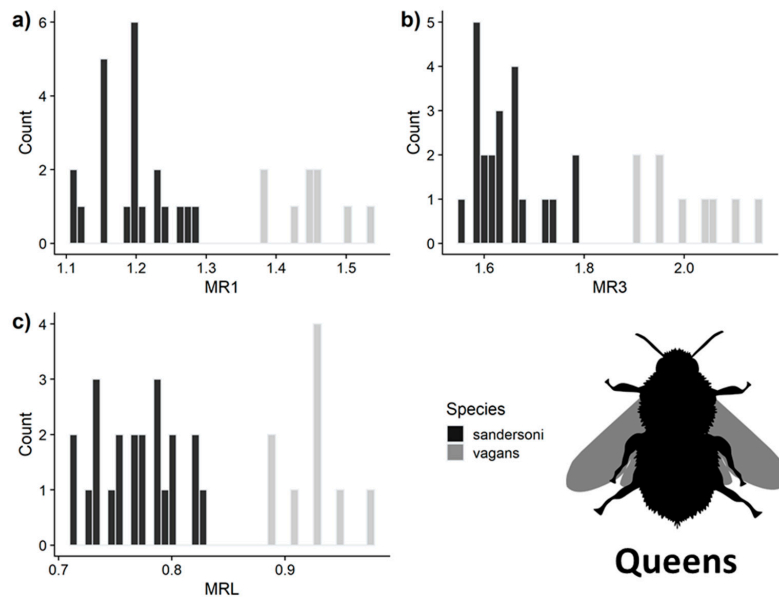 a)
6
4
2
0
Count
1.1 1.2 1.3 1.4 1.5
MR1
b)
5
4
3
2
1
0
Count
1.6 1.8 2.0
MR3
c)
4
3
2
1
0
Count
0.7 0.8 0.9
MRL
Species
sandersoni
vagans
Queens